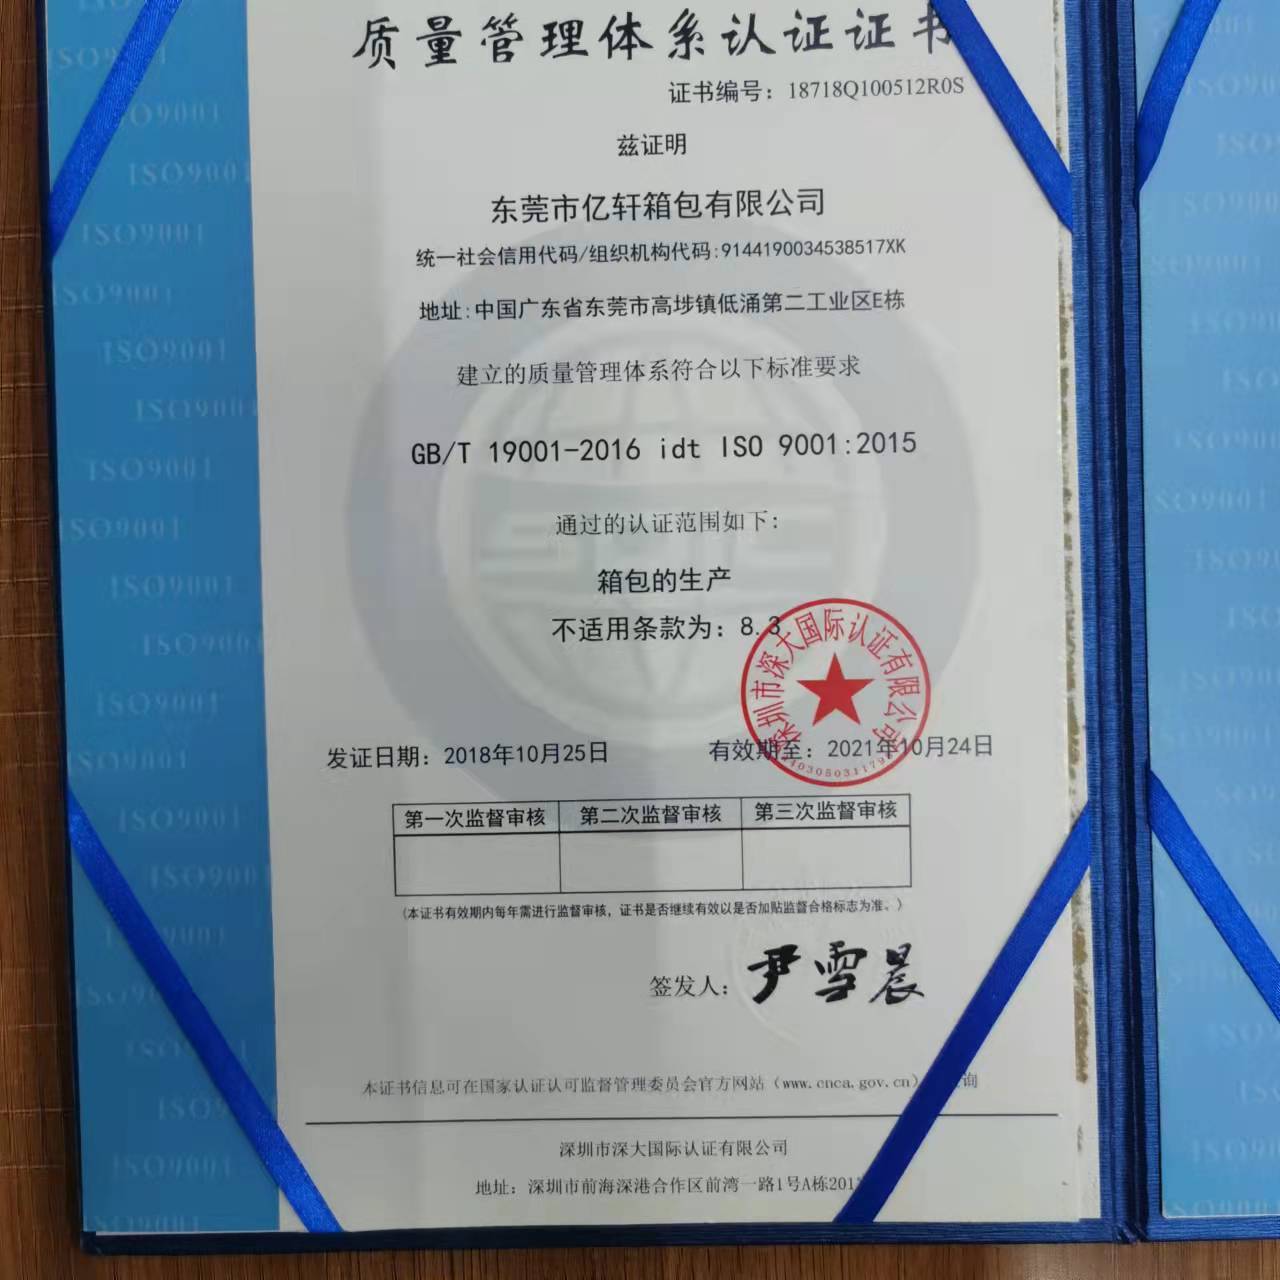 质量管理体系认证证书
证书编号：18718Q100512R0S
兹证明
东莞市亿轩箱包有限公司
统一社会信用代码/组织机构代码:9144190034538517XK
地址:中国广东省东莞市高埗镇低涌第二工业区E栋
建立的质量管理体系符合以下标准要求
GB/T 19001-2016 idt ISO 9001:2015
通过的认证范围如下:
箱包的生产
不适用条款为：8.3
深圳市深大国际认证有限公司
发证日期：2018年10月25日 有效期至：2021年10月24日
第一次监督审核 第二次监督审核 第三次监督审核
(本证书有效期内每年需进行监督审核，证书是否继续有效以是否加贴监督合格标志为准。)
签发人：尹雪晨
本证书信息可在国家认证认可监督管理委员会官方网站（www.cnca.gov.cn）询
深圳市深大国际认证有限公司
地址：深圳市前海深港合作区前湾一路1号A栋201
ISO9001